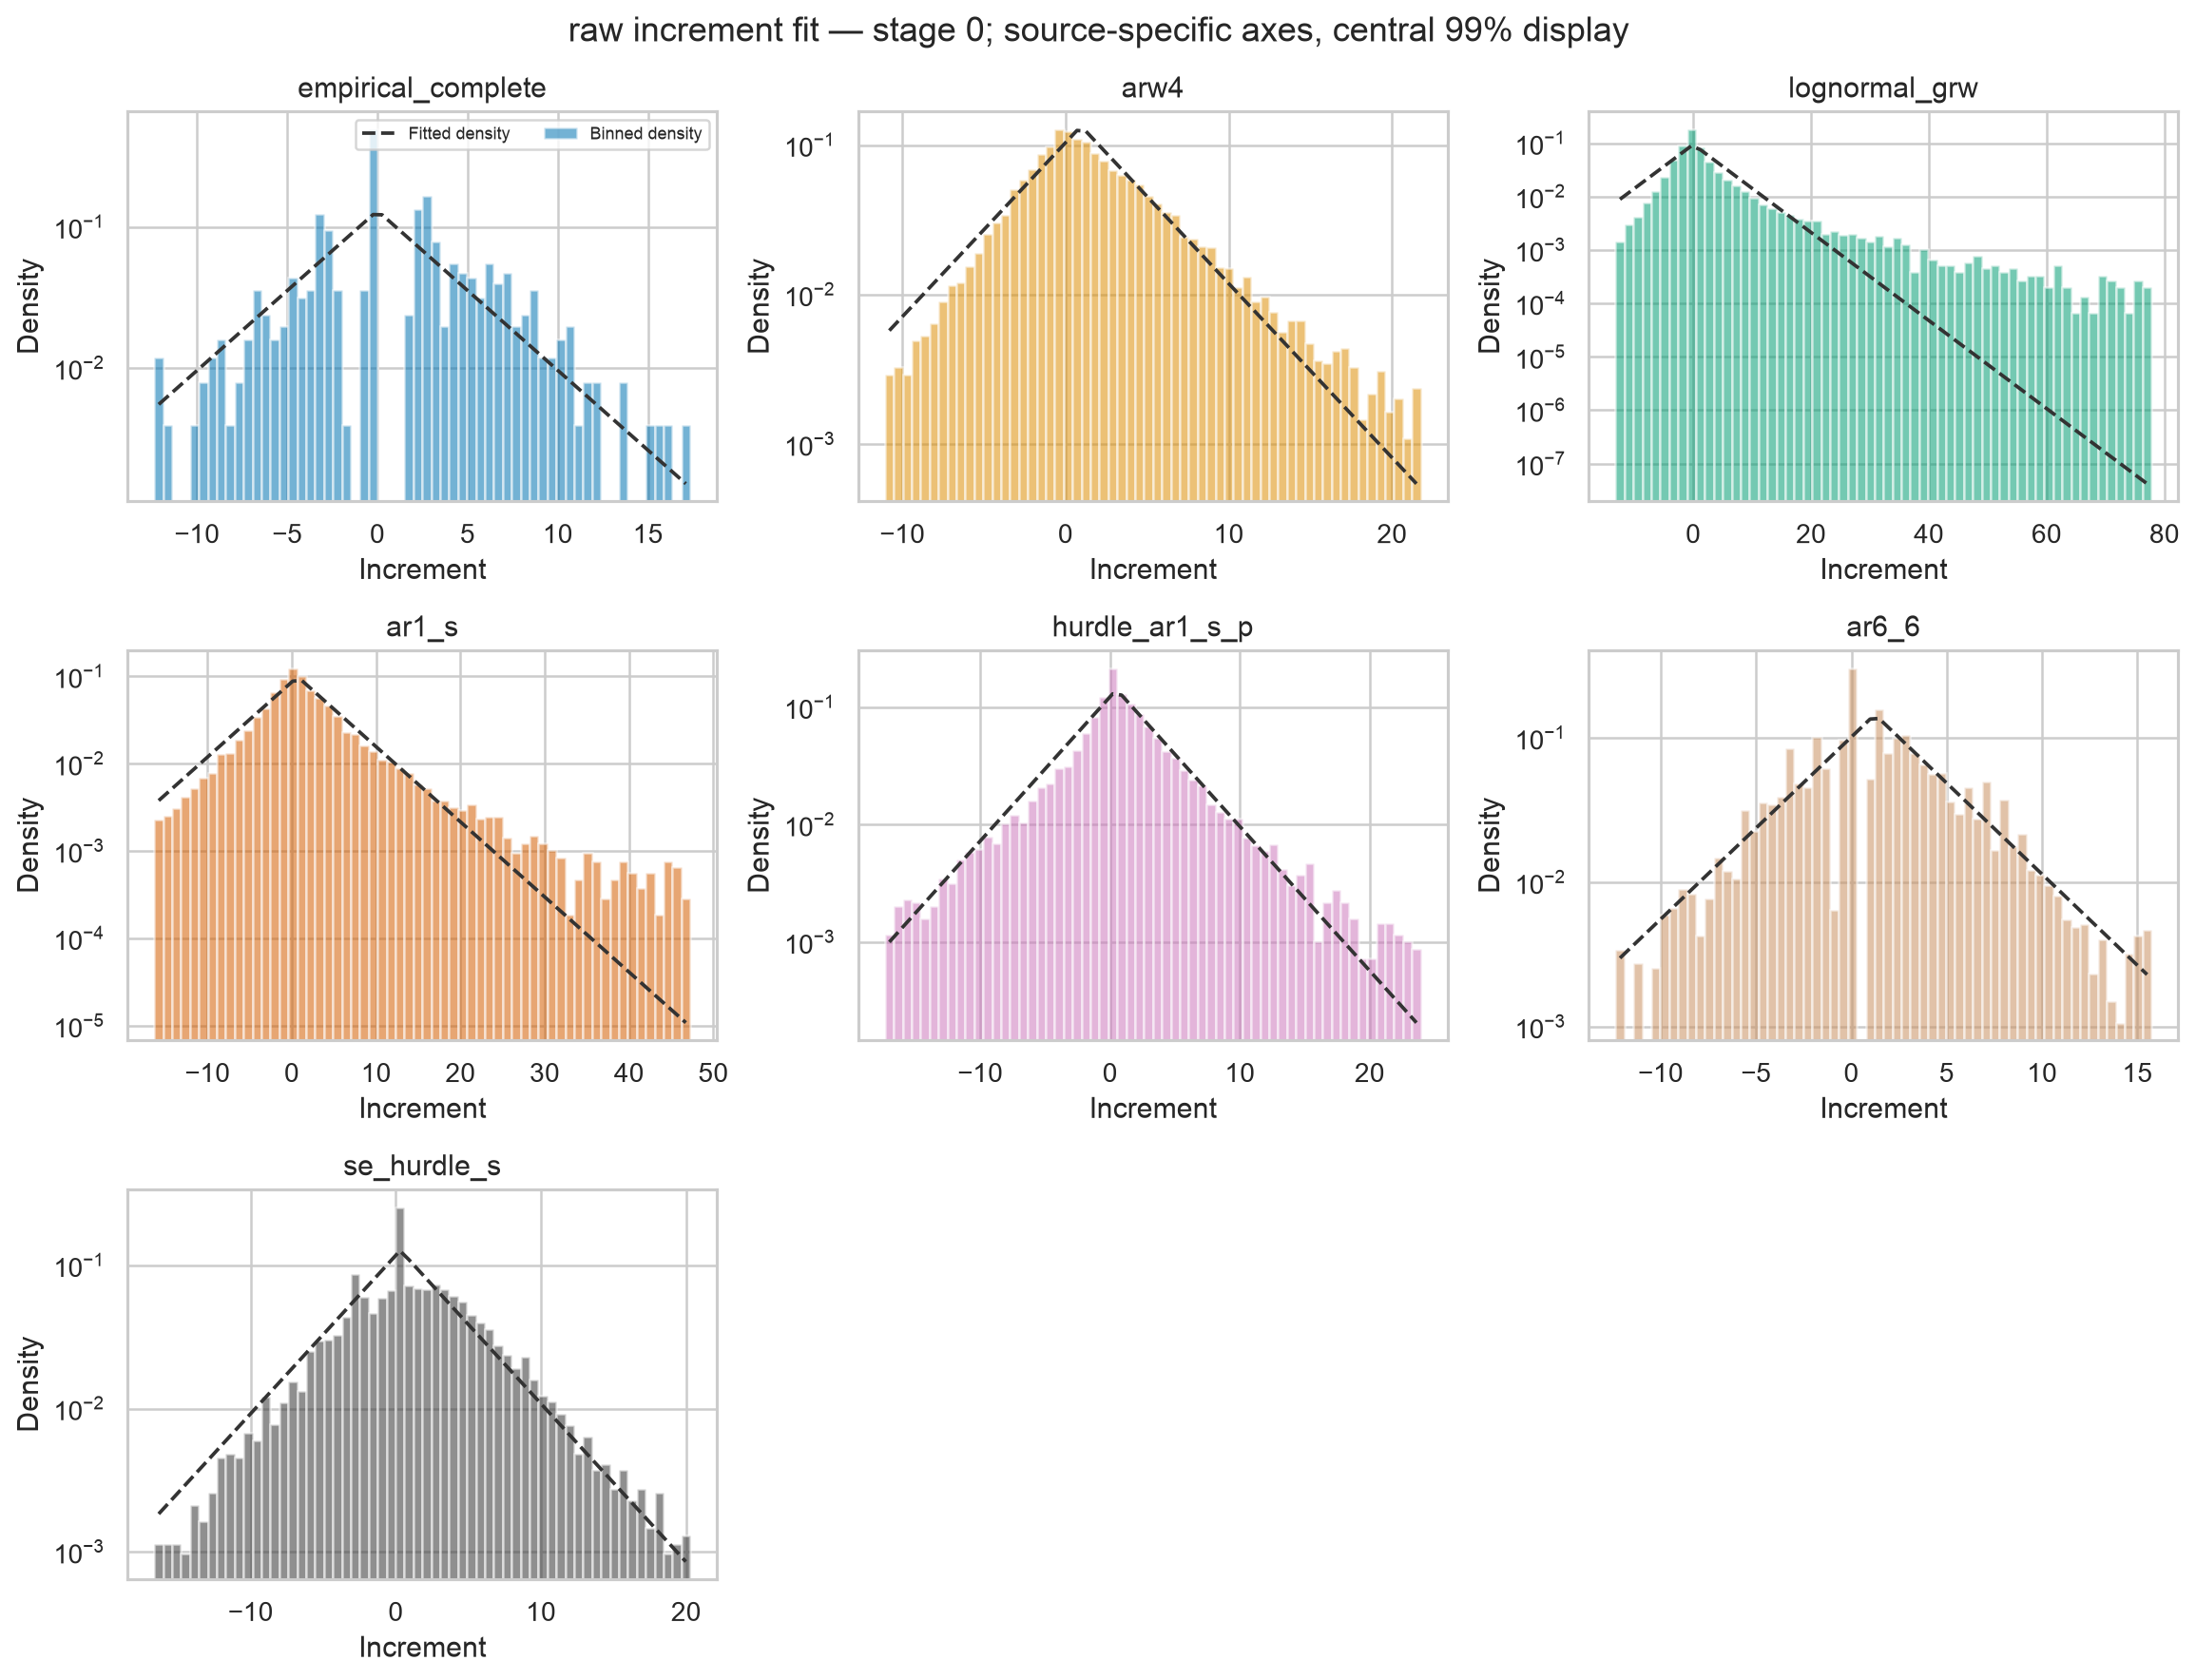 raw increment fit — stage 0; source-specific axes, central 99% display
empirical_complete
Fitted density
Binned density
10⁻¹
10⁻²
Density
−10 −5 0 5 10 15
Increment
arw4
10⁻¹
10⁻²
10⁻³
Density
−10 0 10 20
Increment
lognormal_grw
10⁻¹
10⁻²
10⁻³
10⁻⁴
10⁻⁵
10⁻⁶
10⁻⁷
Density
0 20 40 60 80
Increment
ar1_s
10⁻¹
10⁻²
10⁻³
10⁻⁴
10⁻⁵
Density
−10 0 10 20 30 40 50
Increment
hurdle_ar1_s_p
10⁻¹
10⁻²
10⁻³
Density
−10 0 10 20
Increment
ar6_6
10⁻¹
10⁻²
10⁻³
Density
−10 −5 0 5 10 15
Increment
se_hurdle_s
10⁻¹
10⁻²
10⁻³
Density
−10 0 10 20
Increment